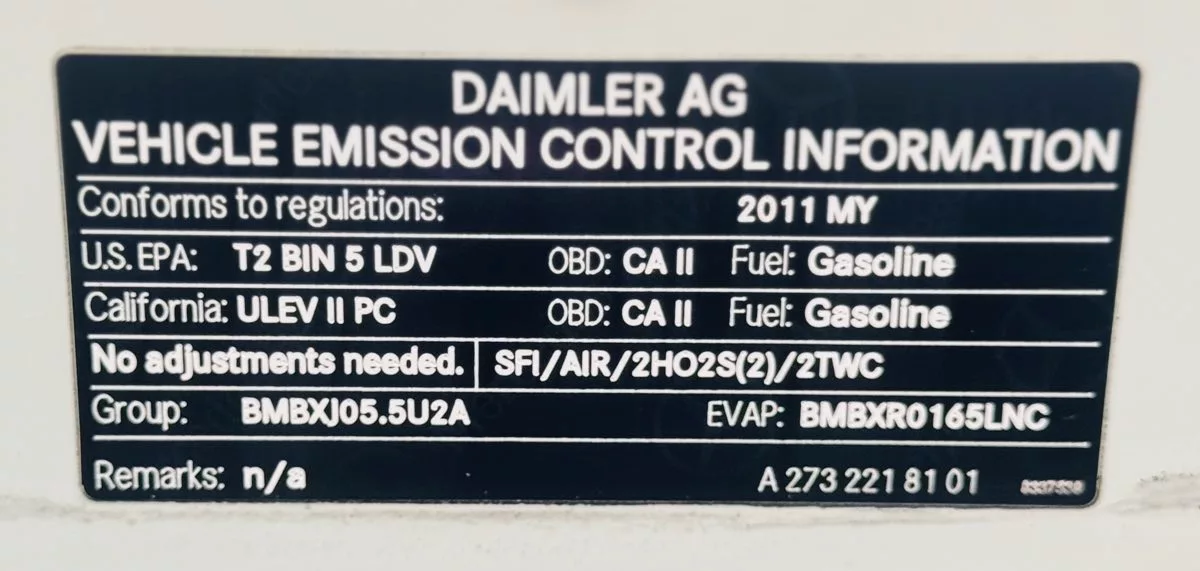 DAIMLER AG
VEHICLE EMISSION CONTROL INFORMATION
Conforms to regulations: 2011 MY
U.S. EPA: T2 BIN 5 LDV OBD: CA II Fuel: Gasoline
California: ULEV II PC OBD: CA II Fuel: Gasoline
No adjustments needed. SFI/AIR/2HO2S(2)/2TWC
Group: BMBXJ05.5U2A EVAP: BMBXR0165LNC
Remarks: n/a A 273 221 81 01